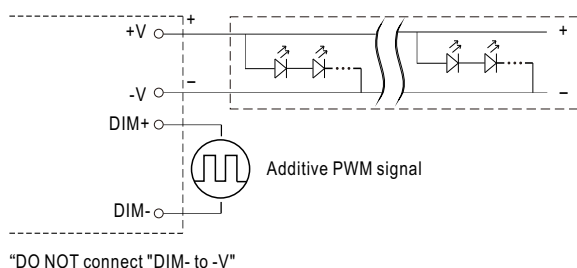 +V
+
+
-V
–
–
DIM+
Additive PWM signal
DIM-
“DO NOT connect "DIM- to -V"